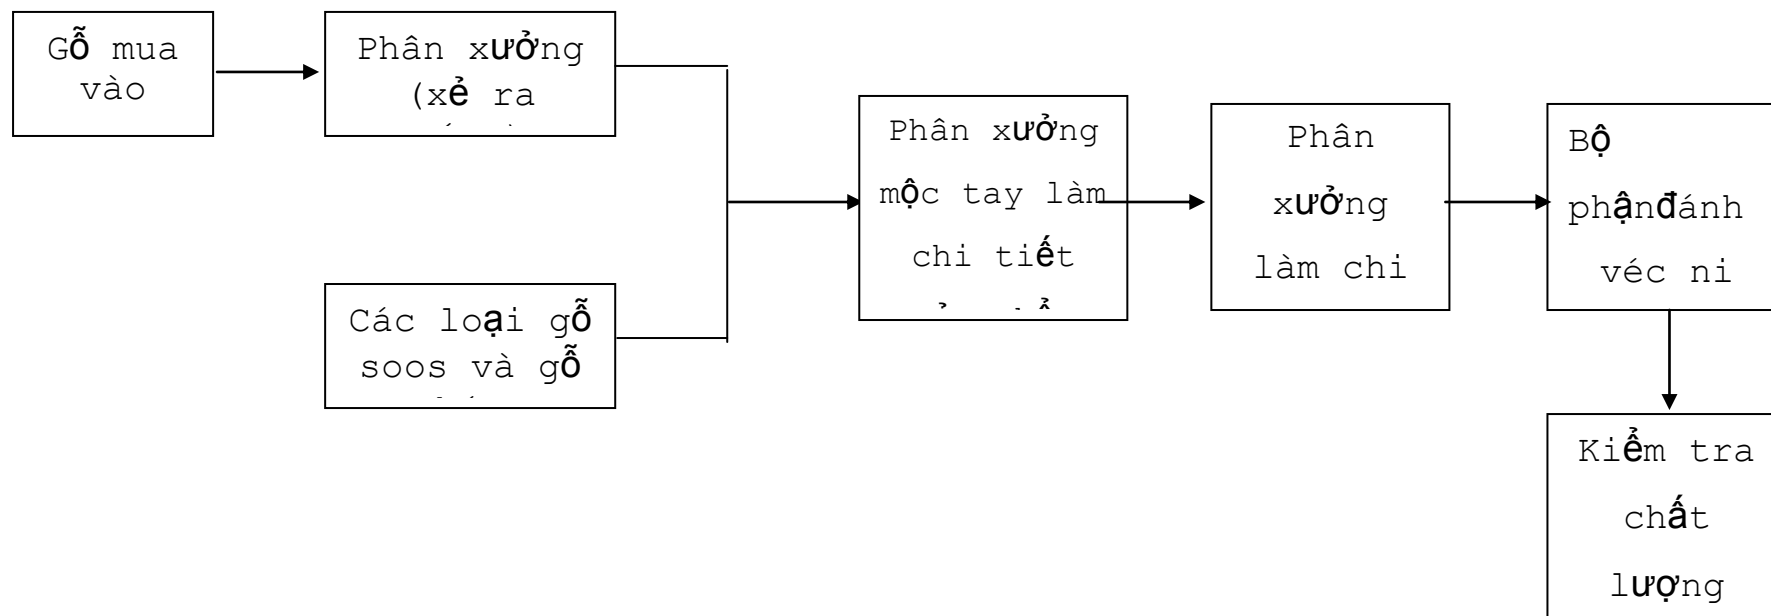 Gỗ mua
vào
Phân xưởng
(xẻ ra
Các loại gỗ
soos và gỗ
Phân xưởng
mộc tay làm
chi tiết
Phân
xưởng
làm chi
Bộ
phậnđánh
véc ni
Kiểm tra
chất
lượng